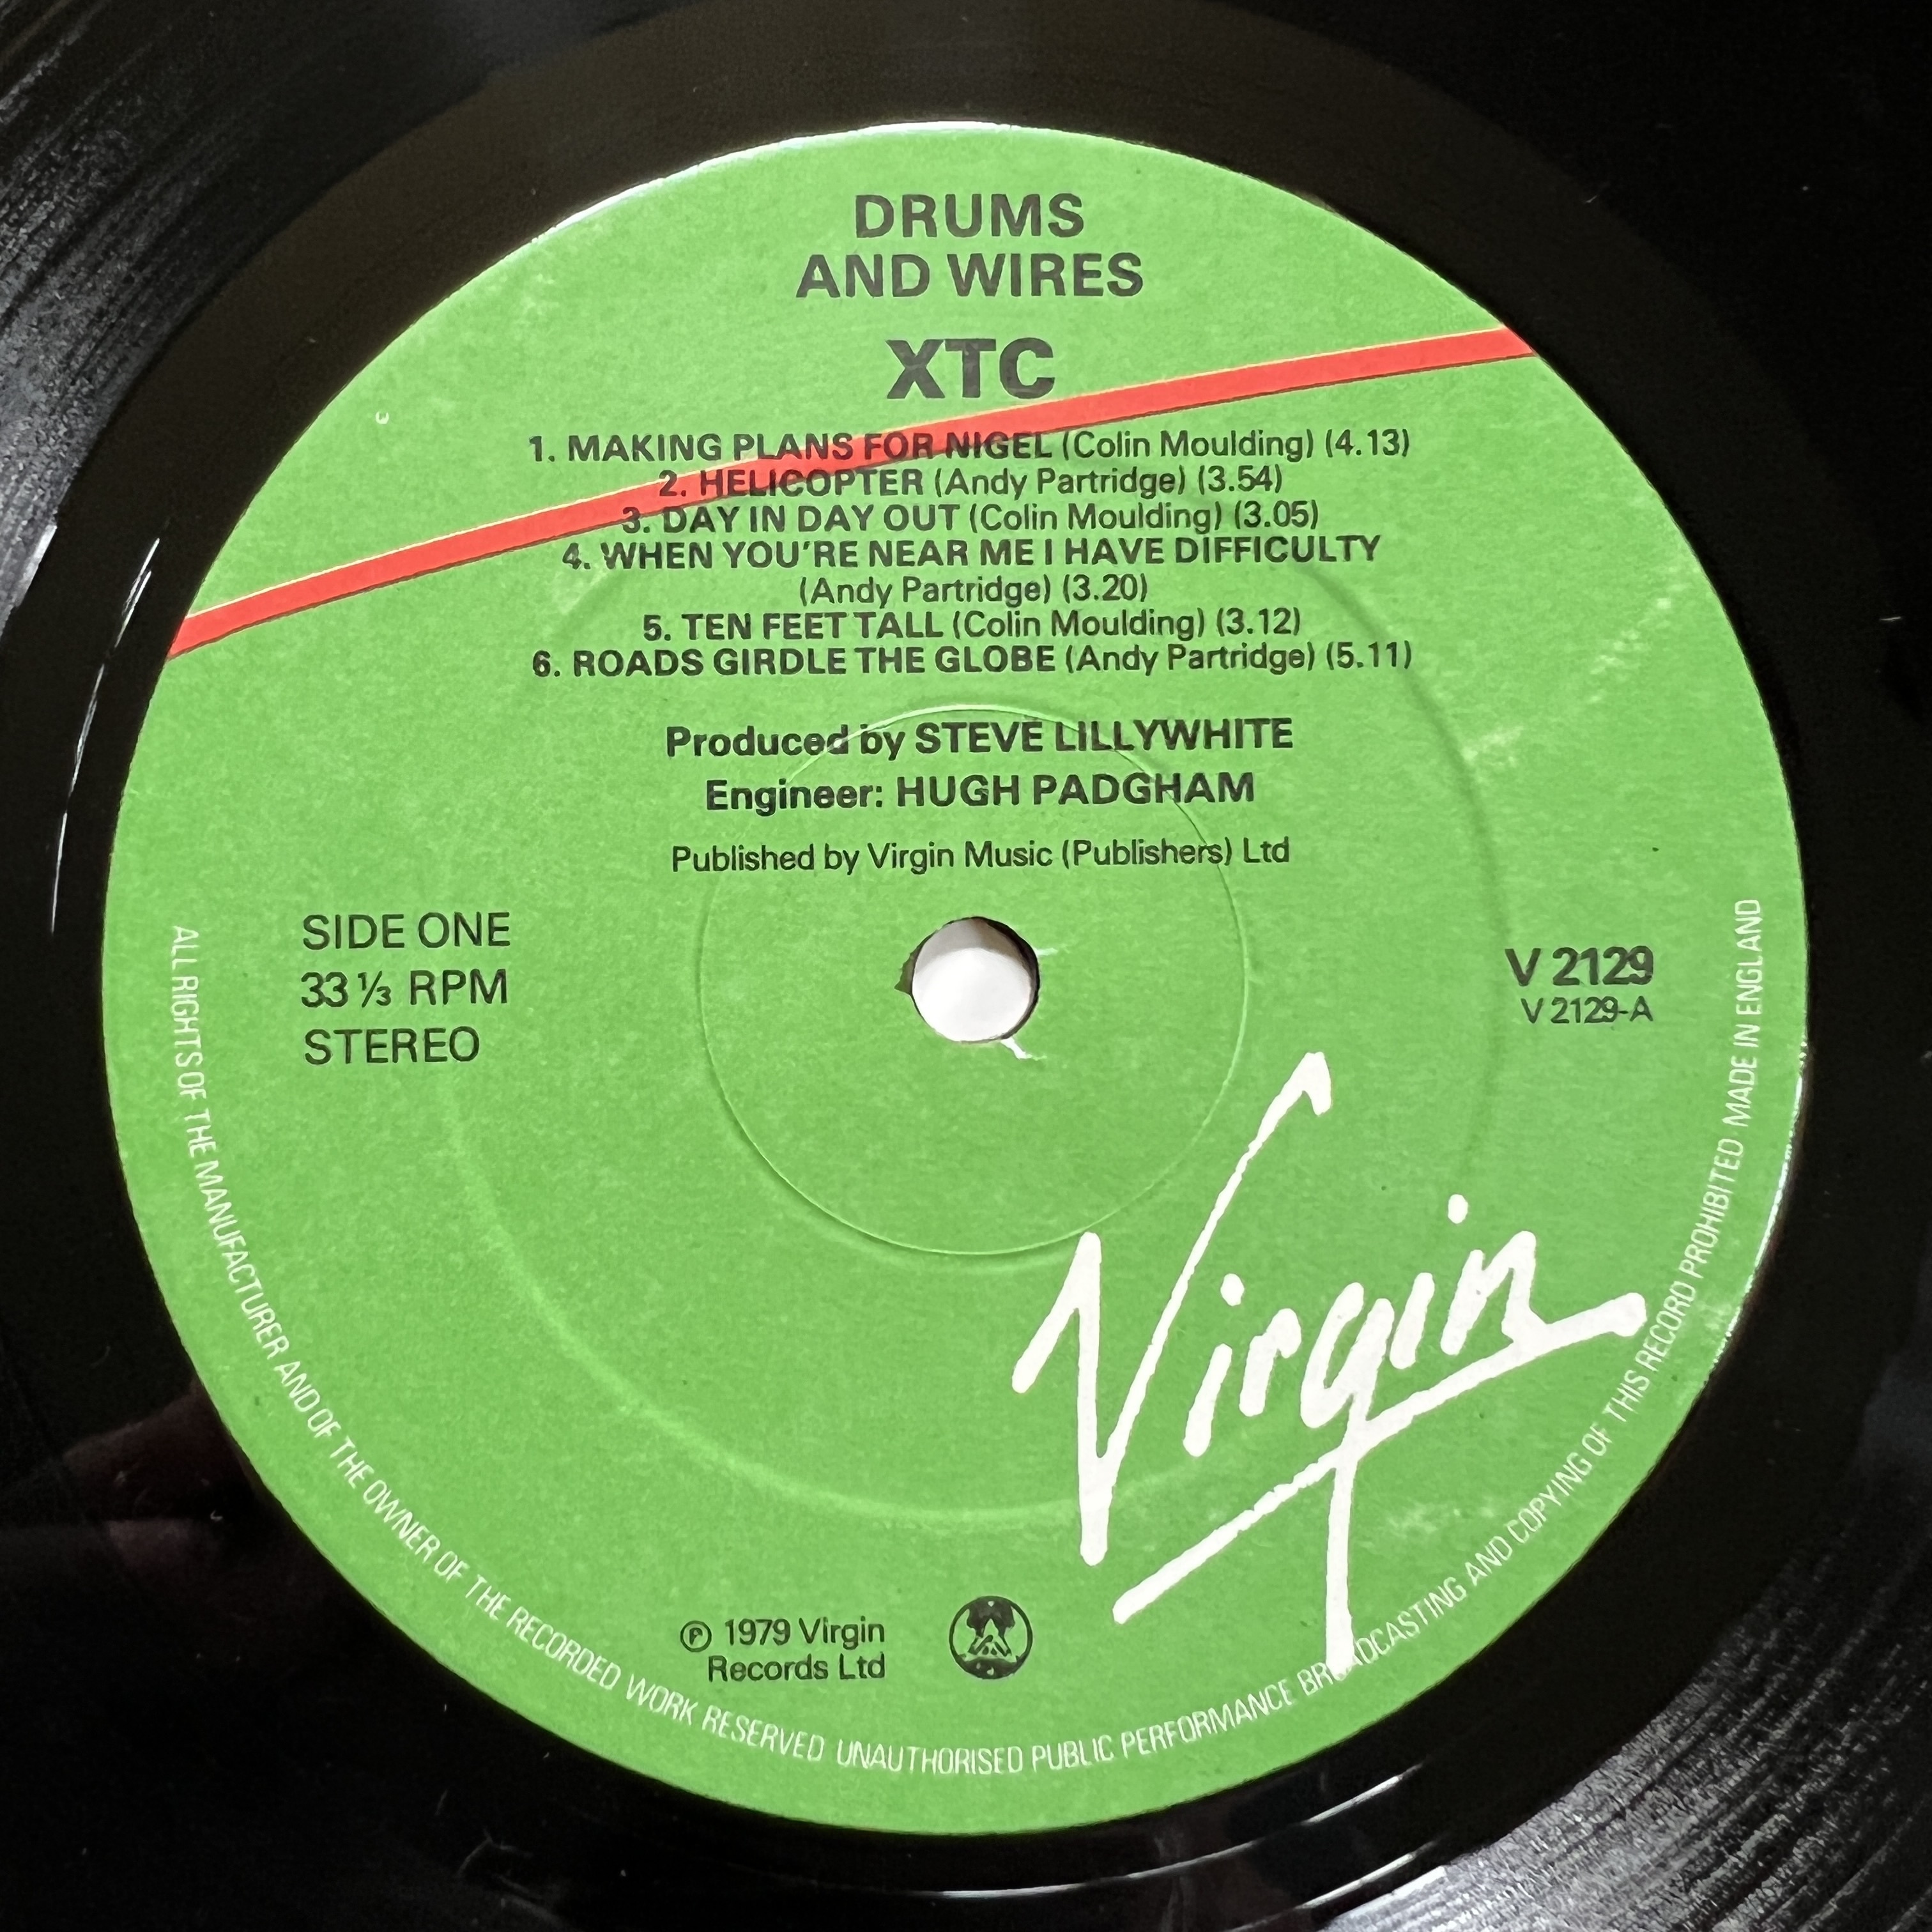 DRUMS
AND WIRES
XTC
1. MAKING PLANS FOR NIGEL (Colin Moulding) (4.13)
2. HELICOPTER (Andy Partridge) (3.54)
3. DAY IN DAY OUT (Colin Moulding) (3.05)
4. WHEN YOU'RE NEAR ME I HAVE DIFFICULTY
(Andy Partridge) (3.20)
5. TEN FEET TALL (Colin Moulding) (3.12)
6. ROADS GIRDLE THE GLOBE (Andy Partridge) (5.11)
Produced by STEVE LILLYWHITE
Engineer: HUGH PADGHAM
Published by Virgin Music (Publishers) Ltd
SIDE ONE
33 ⅓ RPM
STEREO
V 2129
V 2129-A
Virgin
℗ 1979 Virgin
Records Ltd
ALL RIGHTS OF THE MANUFACTURER AND OF THE OWNER OF THE RECORDED WORK RESERVED UNAUTHORISED PUBLIC PERFORMANCE BROADCASTING AND COPYING OF THIS RECORD PROHIBITED MADE IN ENGLAND